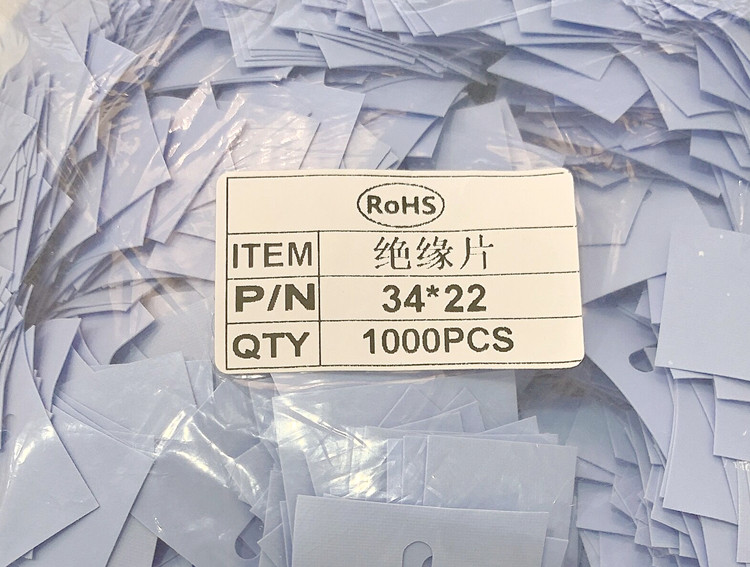 RoHS
ITEM 绝缘片
P/N 34*22
QTY 1000PCS